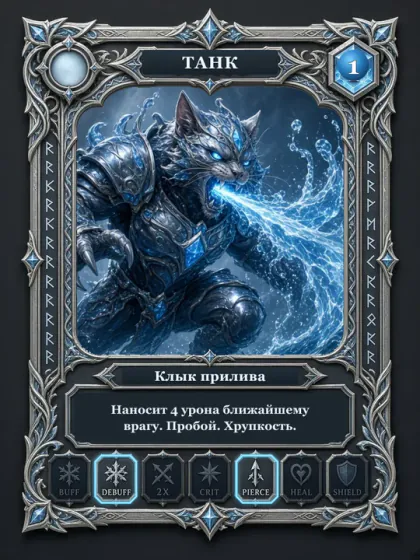 ТАНК
1
Клык прилива
Наносит 4 урона ближайшему
врагу. Пробой. Хрупкость.
BUFF DEBUFF 2X CRIT PIERCE HEAL SHIELD